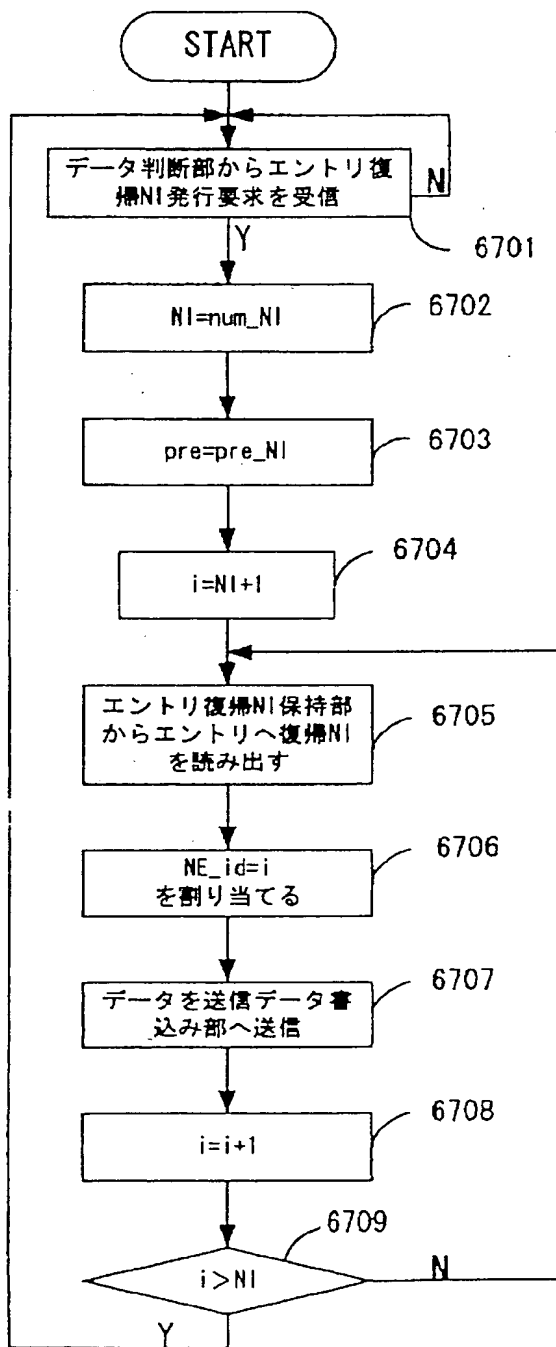 START
データ判断部からエントリ復
帰NI発行要求を受信
N
6701
Y
NI=num_NI
6702
pre=pre_NI
6703
i=NI+1
6704
エントリ復帰NI保持部
からエントリへ復帰NI
を読み出す
6705
NE_id=i
を割り当てる
6706
データを送信データ書
込み部へ送信
6707
i=i+1
6708
6709
i>NI
N
Y